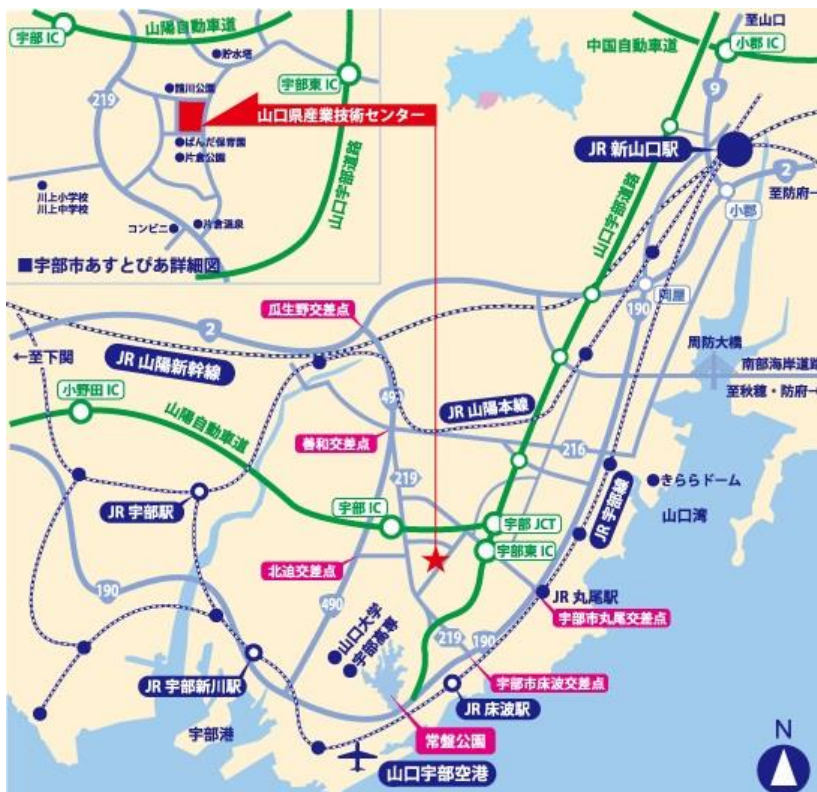 至山口
宇部IC
山陽自動車道
中国自動車道
小郡IC
貯水塔
9
219
鍋川公園
宇部東IC
山口県産業技術センター
JR 新山口駅
ぱんだ保育園
片倉公園
2
至防府→
小郡
川上小学校
川上中学校
コンビニ
片倉温泉
山口宇部道路
山口宇部道路
■宇部市あすとぴあ詳細図
190
瓜生野交差点
2
周防大橋
←至下関
JR 山陽新幹線
南部海岸道路
至秋穂・防府→
小野田IC
490
JR 山陽本線
山陽自動車道
善和交差点
216
219
JR 宇部線
きららドーム
山口湾
JR 宇部駅
宇部IC
宇部JCT
宇部東IC
北迫交差点
190
490
JR 丸尾駅
宇部市丸尾交差点
山口大学
宇部高専
219
190
宇部市床波交差点
JR 宇部新川駅
JR 床波駅
宇部港
常盤公園
山口宇部空港
N